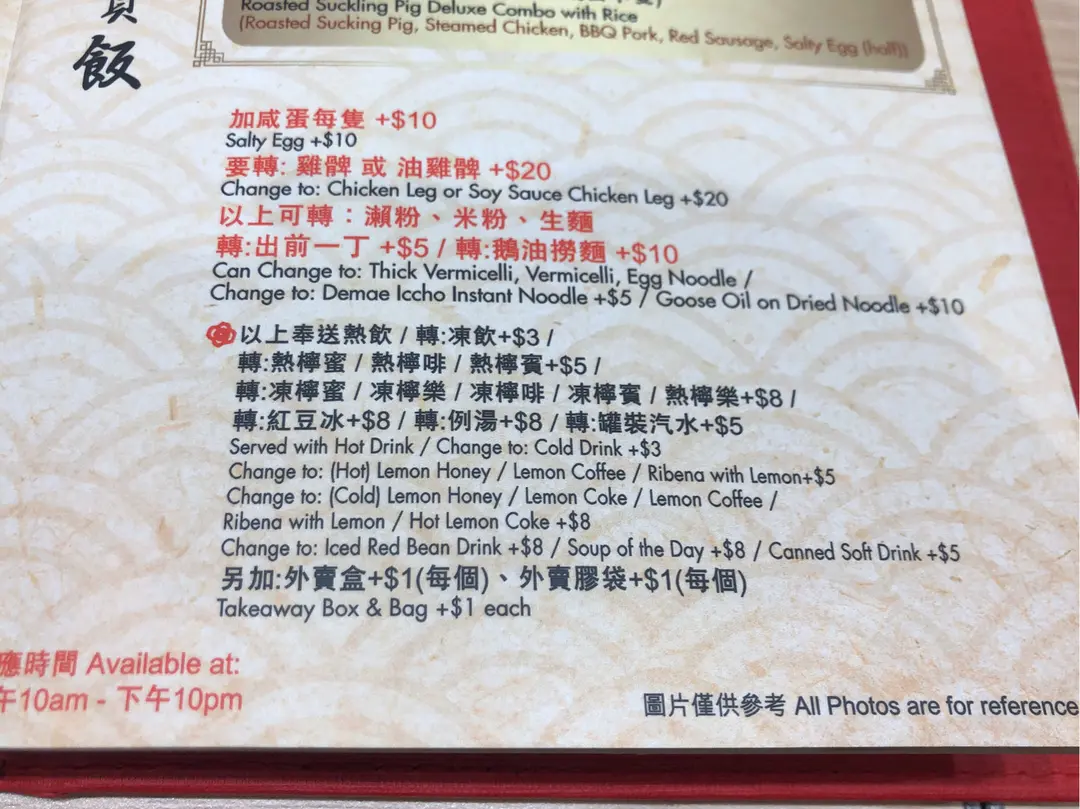 飯
Roasted Suckling Pig Deluxe Combo with Rice
(Roasted Sucking Pig, Steamed Chicken, BBQ Pork, Red Sausage, Salty Egg (half))
加咸蛋每隻 +$10
Salty Egg +$10
要轉: 雞髀 或 油雞髀 +$20
Change to: Chicken Leg or Soy Sauce Chicken Leg +$20
以上可轉：瀨粉、米粉、生麵
轉:出前一丁 +$5 / 轉:鵝油撈麵 +$10
Can Change to: Thick Vermicelli, Vermicelli, Egg Noodle /
Change to: Demae Iccho Instant Noodle +$5 / Goose Oil on Dried Noodle +$10
以上奉送熱飲 / 轉:凍飲+$3 /
轉:熱檸蜜 / 熱檸啡 / 熱檸賓+$5 /
轉:凍檸蜜 / 凍檸樂 / 凍檸啡 / 凍檸賓 / 熱檸樂+$8 /
轉:紅豆冰+$8 / 轉:例湯+$8 / 轉:罐裝汽水+$5
Served with Hot Drink / Change to: Cold Drink +$3
Change to: (Hot) Lemon Honey / Lemon Coffee / Ribena with Lemon+$5
Change to: (Cold) Lemon Honey / Lemon Coke / Lemon Coffee /
Ribena with Lemon / Hot Lemon Coke +$8
Change to: Iced Red Bean Drink +$8 / Soup of the Day +$8 / Canned Soft Drink +$5
另加:外賣盒+$1(每個)、外賣膠袋+$1(每個)
Takeaway Box & Bag +$1 each
應時間 Available at:
午10am - 下午10pm
圖片僅供參考 All Photos are for reference